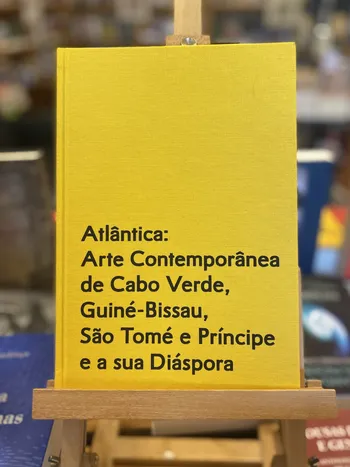 Atlântica:
Arte Contemporânea
de Cabo Verde,
Guiné-Bissau,
São Tomé e Príncipe
e a sua Diáspora